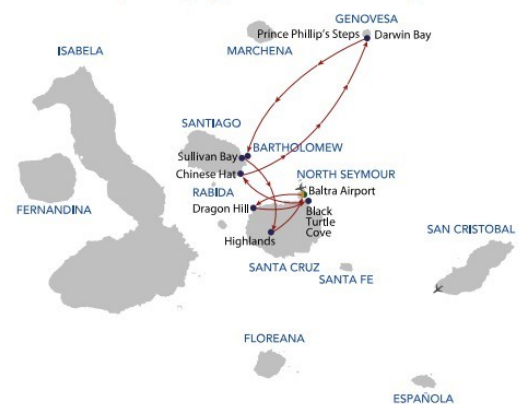 GENOVESA
Prince Phillip's Steps
Darwin Bay
ISABELA
MARCHENA
SANTIAGO
BARTHOLOMEW
Sullivan Bay
Chinese Hat
NORTH SEYMOUR
RABIDA
Baltra Airport
FERNANDINA
Dragon Hill
Black
Turtle
Cove
Highlands
SAN CRISTOBAL
SANTA CRUZ
SANTA FE
FLOREANA
ESPAÑOLA